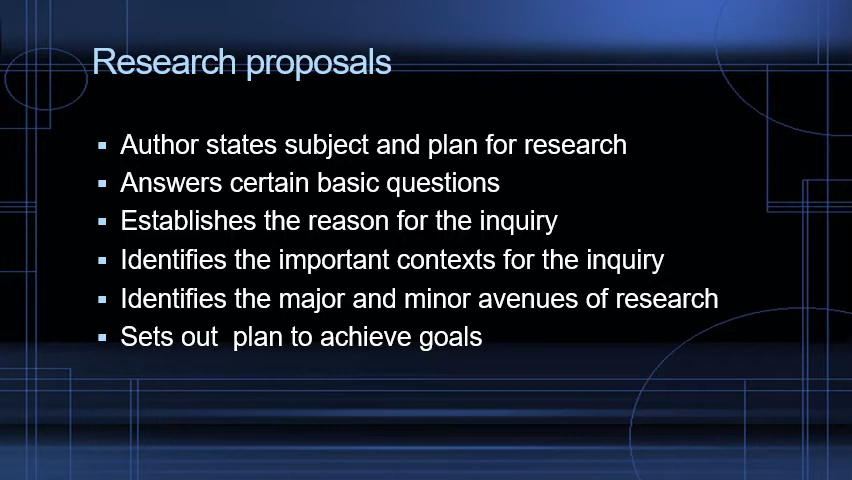 Research proposals
▪ Author states subject and plan for research
▪ Answers certain basic questions
▪ Establishes the reason for the inquiry
▪ Identifies the important contexts for the inquiry
▪ Identifies the major and minor avenues of research
▪ Sets out  plan to achieve goals